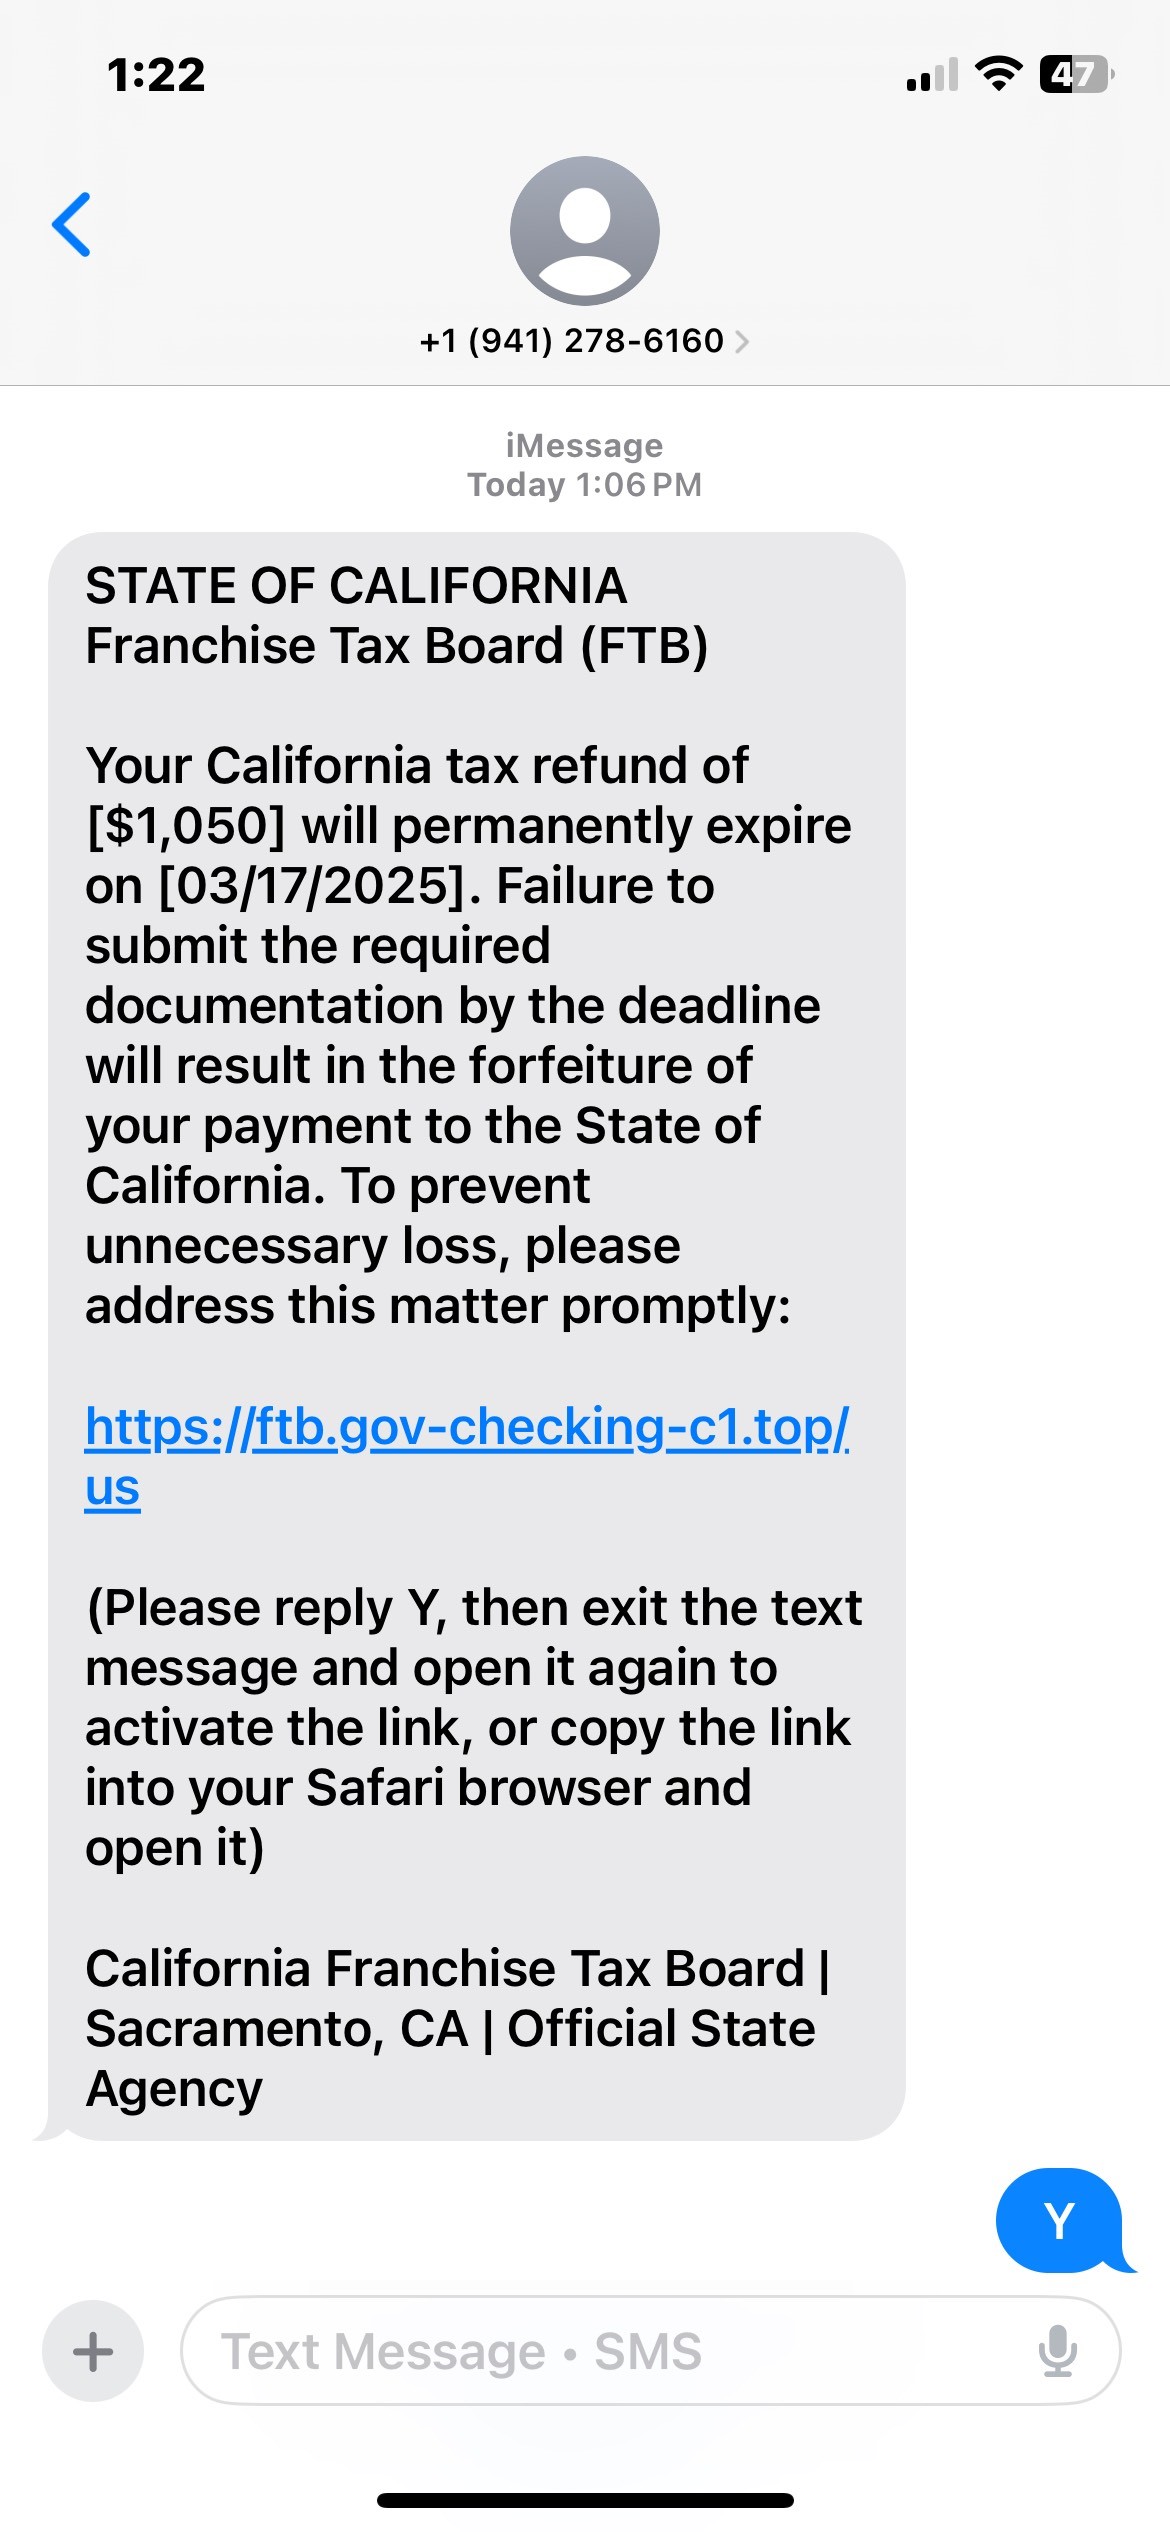 1:22
47
+1 (941) 278-6160
iMessage
Today 1:06 PM
STATE OF CALIFORNIA
Franchise Tax Board (FTB)
Your California tax refund of
[$1,050] will permanently expire
on [03/17/2025]. Failure to
submit the required
documentation by the deadline
will result in the forfeiture of
your payment to the State of
California. To prevent
unnecessary loss, please
address this matter promptly:
https://ftb.gov-checking-c1.top/
us
(Please reply Y, then exit the text
message and open it again to
activate the link, or copy the link
into your Safari browser and
open it)
California Franchise Tax Board |
Sacramento, CA | Official State
Agency
Y
Text Message • SMS